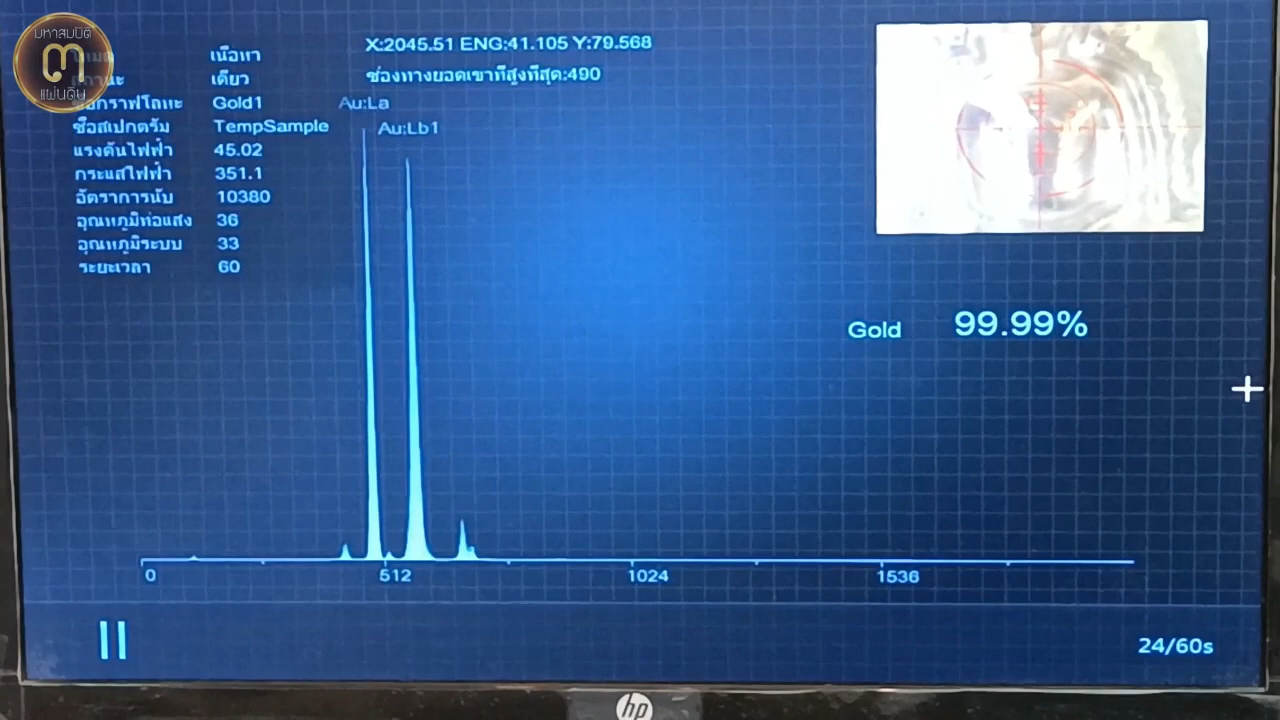 มหาสมบัติ
๓
แผ่นดิน
เนื้อหา
เดียว
Gold1
ชื่อสเปกตรัม TempSample
แรงดันไฟฟ้า 45.02
กระแสไฟฟ้า 351.1
อัตราการนับ 10380
อุณหภูมิท่อแสง 36
อุณหภูมิระบบ 33
ระยะเวลา 60
X:2045.51 ENG:41.105 Y:79.568
ช่องทางยอดเขาที่สูงที่สุด:490
Au:La
Au:Lb1
Gold 99.99%
0 512 1024 1536
24/60s
hp